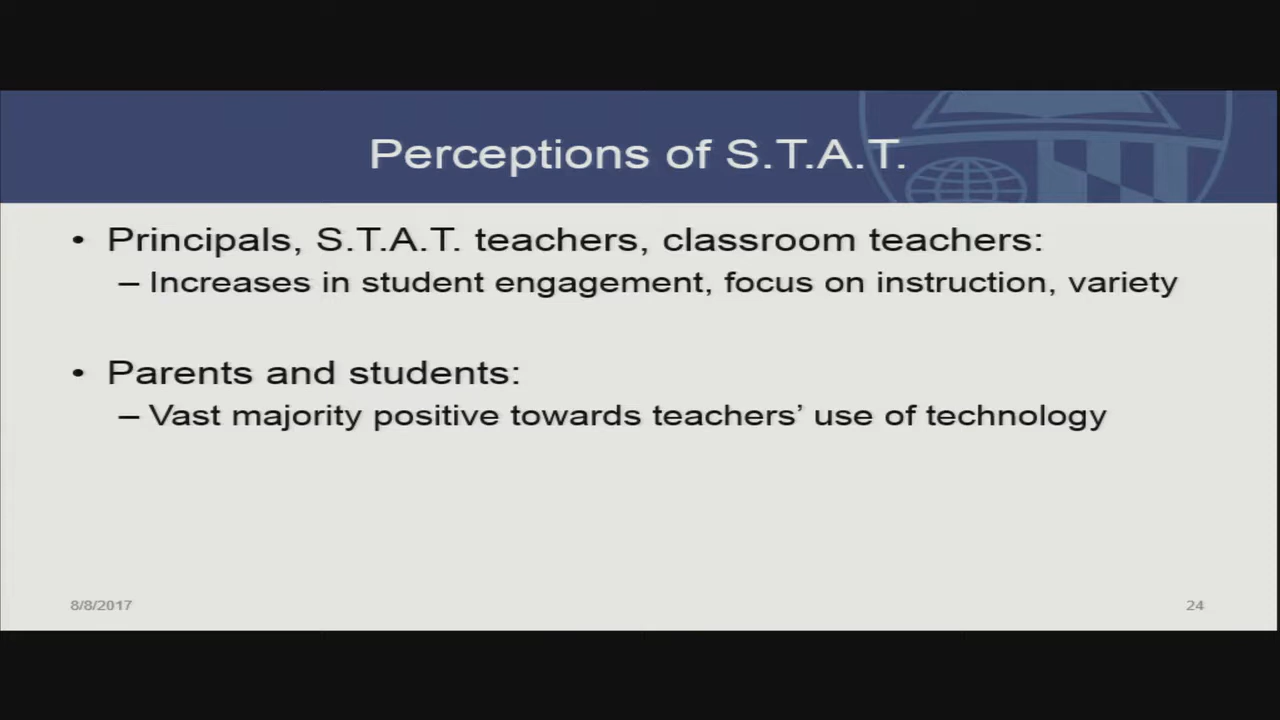 Perceptions of S.T.A.T.
• Principals, S.T.A.T. teachers, classroom teachers:
– Increases in student engagement, focus on instruction, variety
• Parents and students:
– Vast majority positive towards teachers’ use of technology
8/8/2017
24